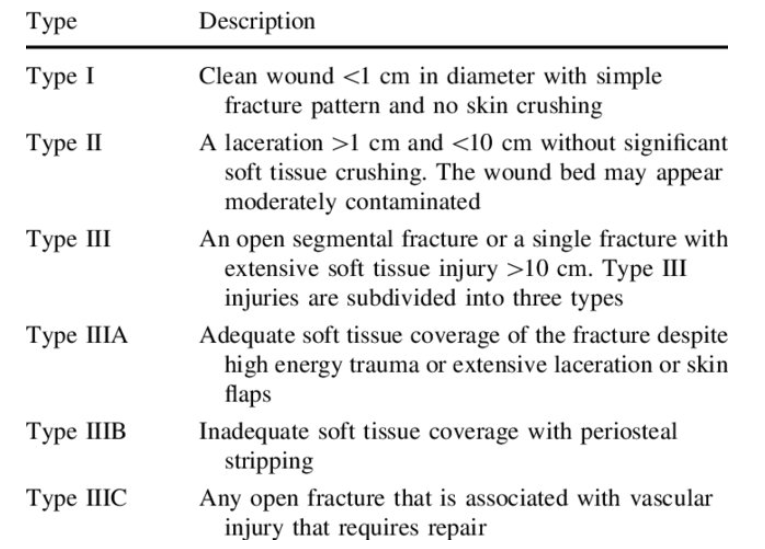 Type Description
Type I Clean wound <1 cm in diameter with simple
fracture pattern and no skin crushing
Type II A laceration >1 cm and <10 cm without significant
soft tissue crushing. The wound bed may appear
moderately contaminated
Type III An open segmental fracture or a single fracture with
extensive soft tissue injury >10 cm. Type III
injuries are subdivided into three types
Type IIIA Adequate soft tissue coverage of the fracture despite
high energy trauma or extensive laceration or skin
flaps
Type IIIB Inadequate soft tissue coverage with periosteal
stripping
Type IIIC Any open fracture that is associated with vascular
injury that requires repair